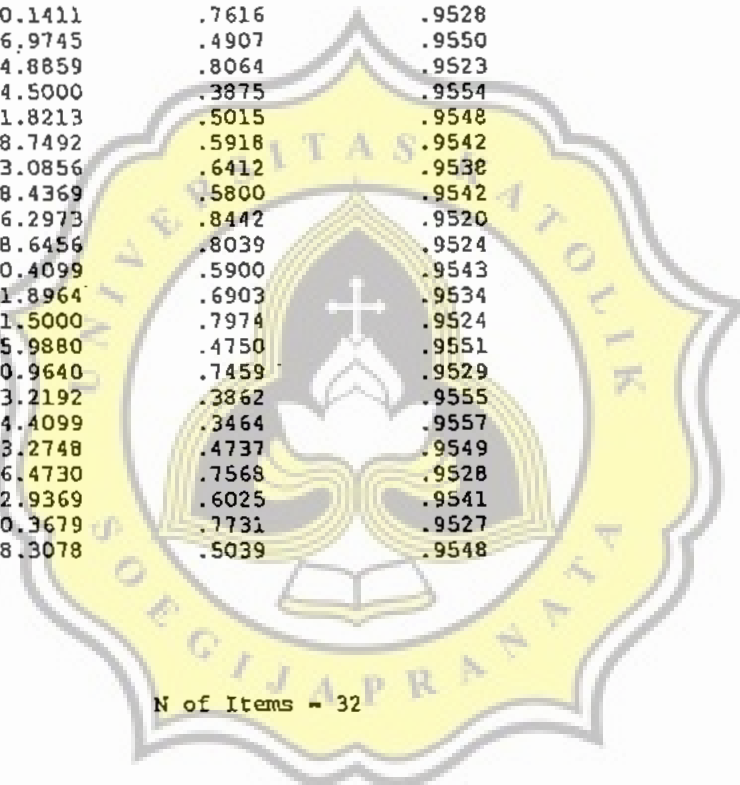 0.1411 .7616 .9528
6.9745 .4907 .9550
4.8859 .8064 .9523
4.5000 .3875 .9554
1.8213 .5015 .9548
8.7492 .5918 .9542
3.0856 .6412 .9538
8.4369 .5800 .9542
6.2973 .8442 .9520
8.6456 .8039 .9524
0.4099 .5900 .9543
1.8964 .6903 .9534
1.5000 .7974 .9524
5.9880 .4750 .9551
0.9640 .7459 .9529
3.2192 .3862 .9555
4.4099 .3464 .9557
3.2748 .4737 .9549
6.4730 .7568 .9528
2.9369 .6025 .9541
0.3679 .7731 .9527
8.3078 .5039 .9548
N of Items = 32
UNIVERSITAS KATOLIK
SOEGIJAPRANATA